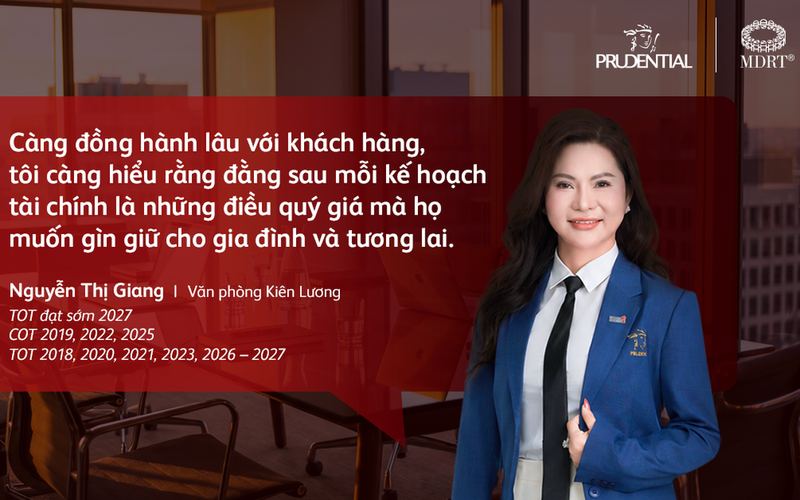 PRUDENTIAL
MDRT®
Càng đồng hành lâu với khách hàng,
tôi càng hiểu rằng đằng sau mỗi kế hoạch
tài chính là những điều quý giá mà họ
muốn gìn giữ cho gia đình và tương lai.
Nguyễn Thị Giang | Văn phòng Kiên Lương
TOT đạt sớm 2027
COT 2019, 2022, 2025
TOT 2018, 2020, 2021, 2023, 2026 – 2027